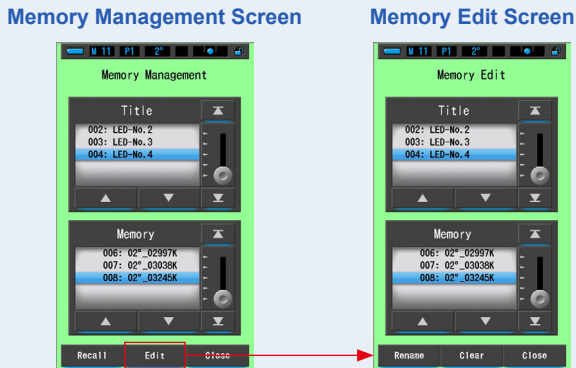 Memory Management Screen
M 11 P1 2°
Memory Management
Title
002: LED-No.2
003: LED-No.3
004: LED-No.4
Memory
006: 02°_02997K
007: 02°_03038K
008: 02°_03245K
Recall Edit Close
Memory Edit Screen
M 11 P1 2°
Memory Edit
Title
002: LED-No.2
003: LED-No.3
004: LED-No.4
Memory
006: 02°_02997K
007: 02°_03038K
008: 02°_03245K
Rename Clear Close